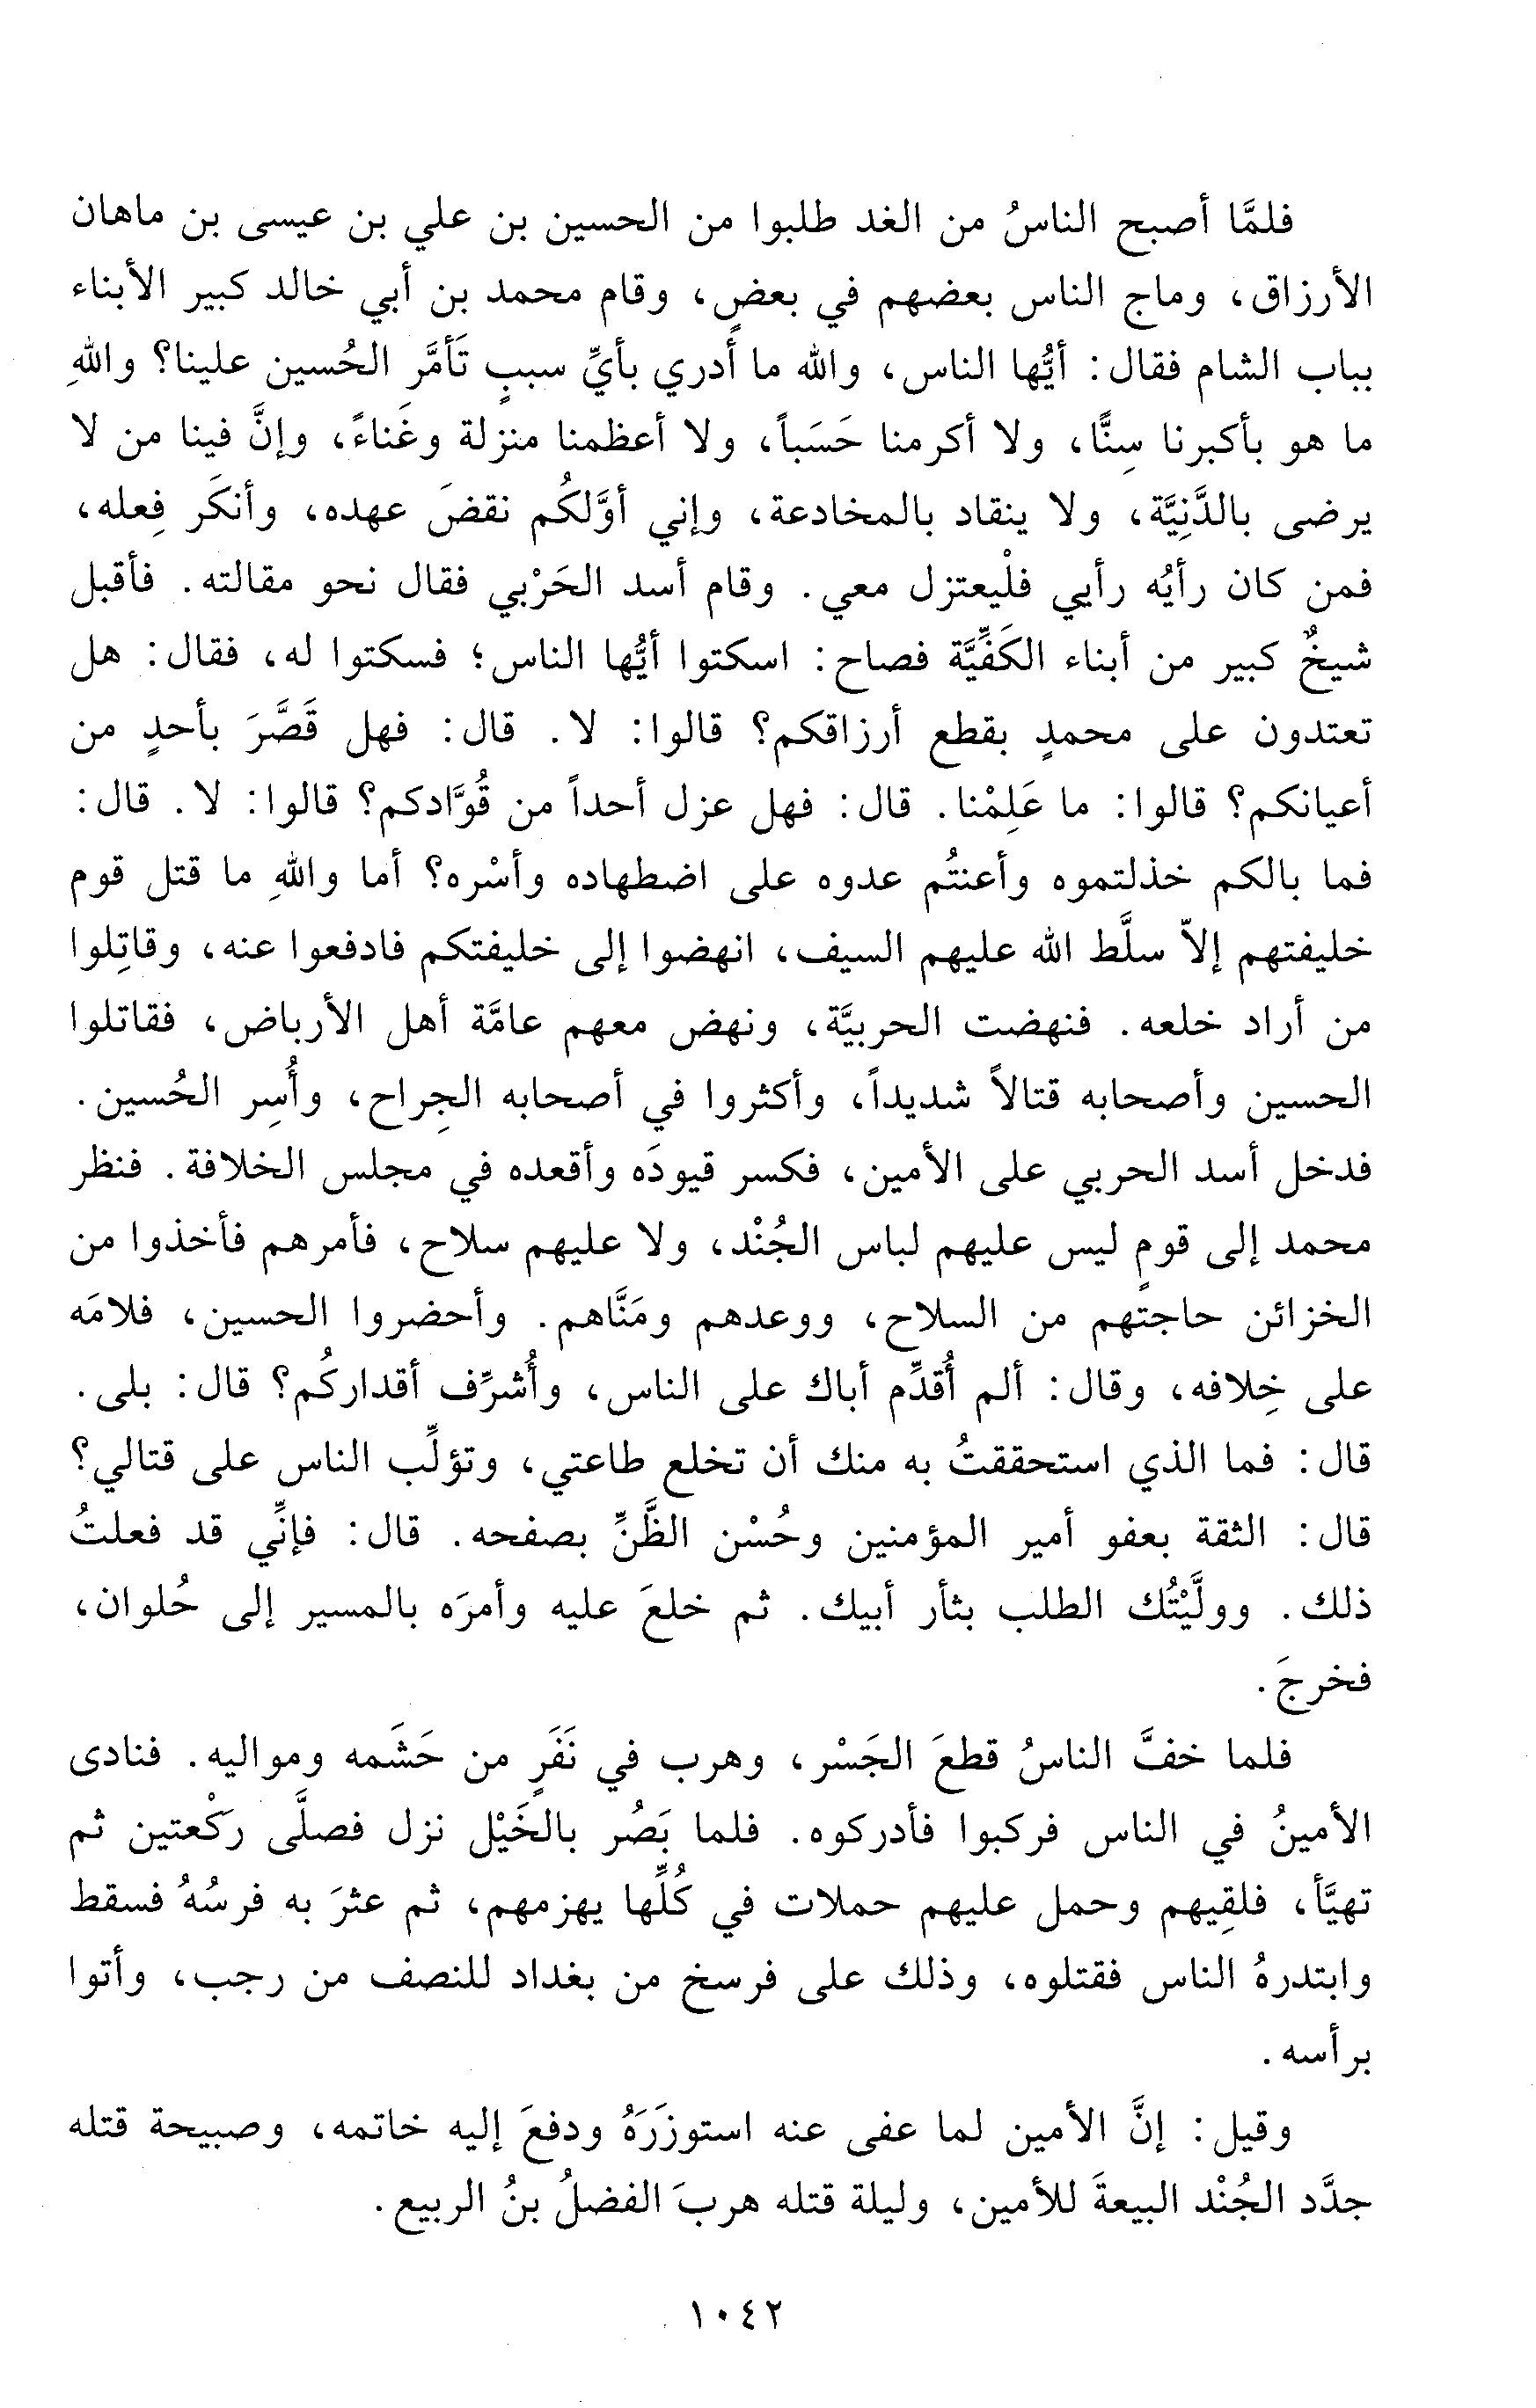 فلمَّا أصبح الناسُ من الغد طلبوا من الحسين بن علي بن عيسى بن ماهان
الأرزاق، وماج الناس بعضهم في بعضٍ، وقام محمد بن أبي خالد كبير الأبناء
بباب الشام فقال: أيُّها الناس، والله ما أدري بأيِّ سببٍ تَأَمَّرَ الحُسين علينا؟ واللهِ
ما هو بأكبرنا سِنًّا، ولا أكرمنا حَسَباً، ولا أعظمنا منزلة وغَناءً، وإنَّ فينا من لا
يرضى بالدَّنِيَّة، ولا ينقاد بالمخادعة، وإني أوَّلكُم نقضَ عهده، وأنكَر فِعله،
فمن كان رأيُه رأيي فلْيعتزل معي. وقام أسد الحَرْبي فقال نحو مقالته. فأقبل
شيخٌ كبير من أبناء الكَفِّيَّة فصاح: اسكتوا أيُّها الناس؛ فسكتوا له، فقال: هل
تعتدون على محمدٍ بقطع أرزاقكم؟ قالوا: لا. قال: فهل قَصَّرَ بأحدٍ من
أعيانكم؟ قالوا: ما عَلِمْنا. قال: فهل عزل أحداً من قُوَّادكم؟ قالوا: لا. قال:
فما بالكم خذلتموه وأعنتُم عدوه على اضطهاده وأسْره؟ أما واللهِ ما قتل قوم
خليفتهم إلاّ سلَّط الله عليهم السيف، انهضوا إلى خليفتكم فادفعوا عنه، وقاتِلوا
من أراد خلعه. فنهضت الحربيَّة، ونهض معهم عامَّة أهل الأرباض، فقاتلوا
الحسين وأصحابه قتالاً شديداً، وأكثروا في أصحابه الجِراح، وأُسِر الحُسين.
فدخل أسد الحربي على الأمين، فكسر قيودَه وأقعده في مجلس الخلافة. فنظر
محمد إلى قومٍ ليس عليهم لباس الجُنْد، ولا عليهم سلاح، فأمرهم فأخذوا من
الخزائن حاجتهم من السلاح، ووعدهم ومَنَّاهم. وأحضروا الحسين، فلامَه
على خِلافه، وقال: ألم أُقدِّم أباك على الناس، وأُشرِّف أقداركُم؟ قال: بلى.
قال: فما الذي استحققتُ به منك أن تخلع طاعتي، وتؤلِّب الناس على قتالي؟
قال: الثقة بعفو أمير المؤمنين وحُسْن الظَّنِّ بصفحه. قال: فإنِّي قد فعلتُ
ذلك. وولَّيْتُك الطلب بثأر أبيك. ثم خلعَ عليه وأمرَه بالمسير إلى حُلوان،
فخرجَ.
فلما خفَّ الناسُ قطعَ الجَسْر، وهرب في نَفَرٍ من حَشَمه ومواليه. فنادى
الأمينُ في الناس فركبوا فأدركوه. فلما بَصُر بالخَيْل نزل فصلَّى ركْعتين ثم
تهيَّأ، فلقِيهم وحمل عليهم حملات في كُلِّها يهزمهم، ثم عثرَ به فرسُهُ فسقط
وابتدرهُ الناس فقتلوه، وذلك على فرسخ من بغداد للنصف من رجب، وأتوا
برأسه.
وقيل: إنَّ الأمين لما عفى عنه استوزَرَهُ ودفعَ إليه خاتمه، وصبيحة قتله
جدَّد الجُنْد البيعةَ للأمين، وليلة قتله هربَ الفضلُ بنُ الربيع.
١٠٤٢